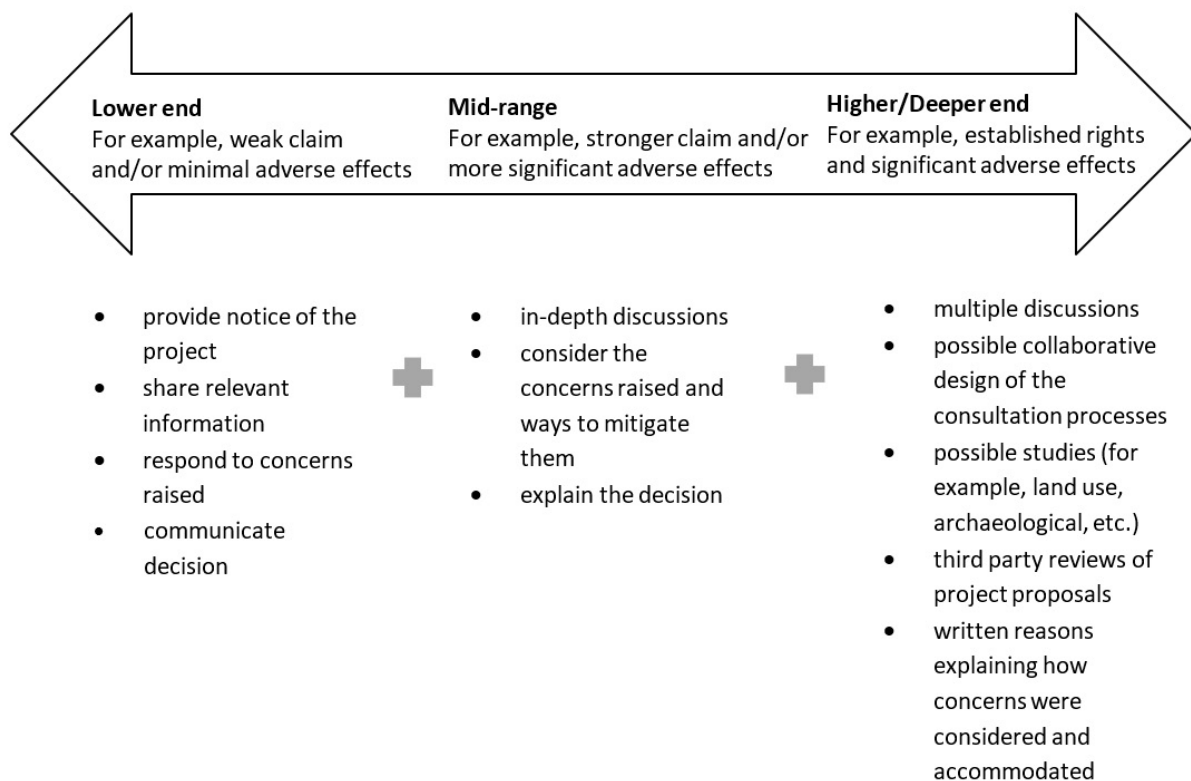 Lower end
For example, weak claim
and/or minimal adverse effects
Mid-range
For example, stronger claim and/or
more significant adverse effects
Higher/Deeper end
For example, established rights
and significant adverse effects
• provide notice of the
project
• share relevant
information
• respond to concerns
raised
• communicate
decision
• in-depth discussions
• consider the
concerns raised and
ways to mitigate
them
• explain the decision
• multiple discussions
• possible collaborative
design of the
consultation processes
• possible studies (for
example, land use,
archaeological, etc.)
• third party reviews of
project proposals
• written reasons
explaining how
concerns were
considered and
accommodated